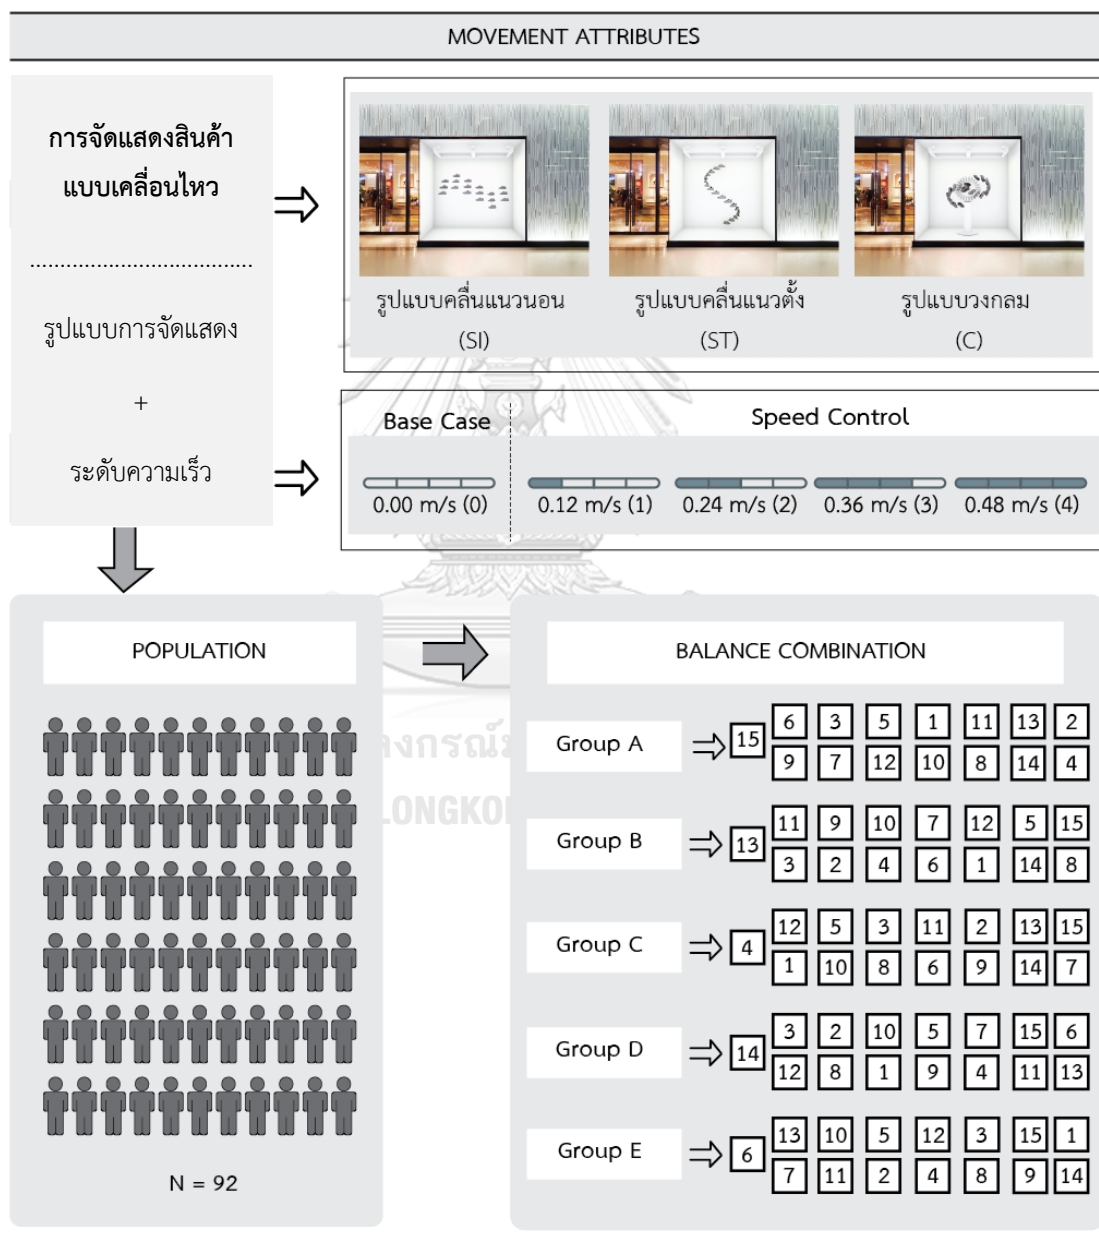 MOVEMENT ATTRIBUTES
การจัดแสดงสินค้า
แบบเคลื่อนไหว
....................................
รูปแบบการจัดแสดง
+
ระดับความเร็ว
รูปแบบคลื่นแนวนอน
(SI)
รูปแบบคลื่นแนวตั้ง
(ST)
รูปแบบวงกลม
(C)
Base Case
Speed Control
0.00 m/s (0)
0.12 m/s (1)
0.24 m/s (2)
0.36 m/s (3)
0.48 m/s (4)
POPULATION
N = 92
BALANCE COMBINATION
Group A
15
6 3 5 1 11 13 2
9 7 12 10 8 14 4
Group B
13
11 9 10 7 12 5 15
3 2 4 6 1 14 8
Group C
4
12 5 3 11 2 13 15
1 10 8 6 9 14 7
Group D
14
3 2 10 5 7 15 6
12 8 1 9 4 11 13
Group E
6
13 10 5 12 3 15 1
7 11 2 4 8 9 14